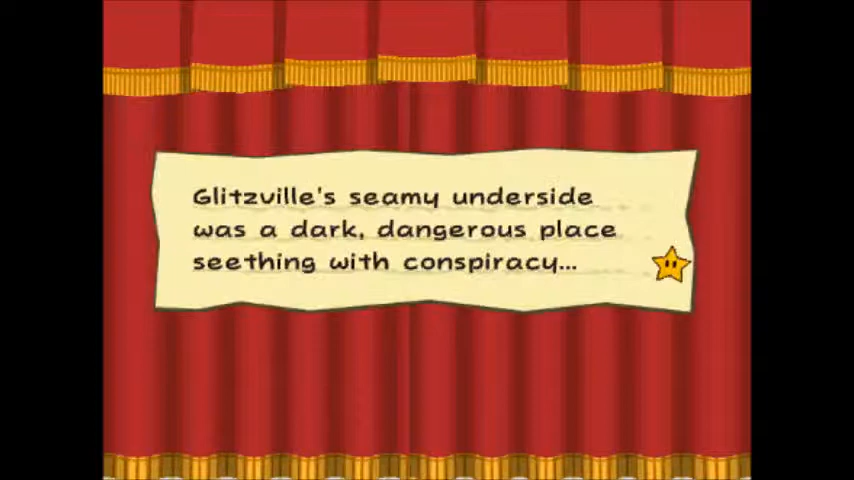 Glitzville's seamy underside
was a dark, dangerous place
seething with conspiracy...